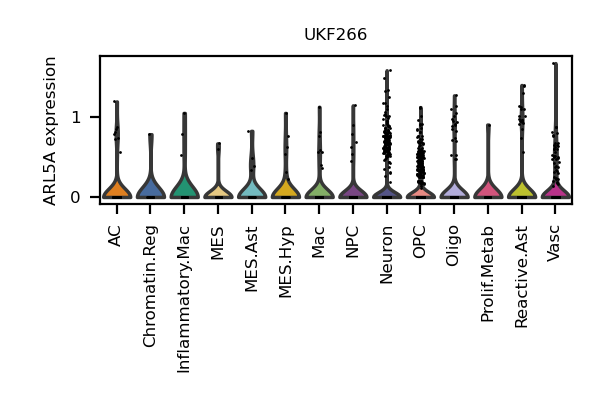 UKF266
ARL5A expression
1
0
AC
Chromatin.Reg
Inflammatory.Mac
MES
MES.Ast
MES.Hyp
Mac
NPC
Neuron
OPC
Oligo
Prolif.Metab
Reactive.Ast
Vasc